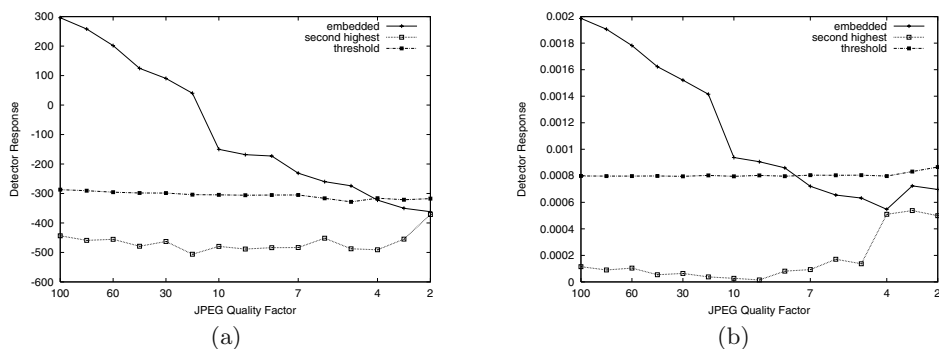 300
200
100
0
-100
-200
-300
-400
-500
-600
Detector Response
embedded
second highest
threshold
100 60 30 10 7 4 2
JPEG Quality Factor
(a)
0.002
0.0018
0.0016
0.0014
0.0012
0.001
0.0008
0.0006
0.0004
0.0002
0
Detector Response
embedded
second highest
threshold
100 60 30 10 7 4 2
JPEG Quality Factor
(b)